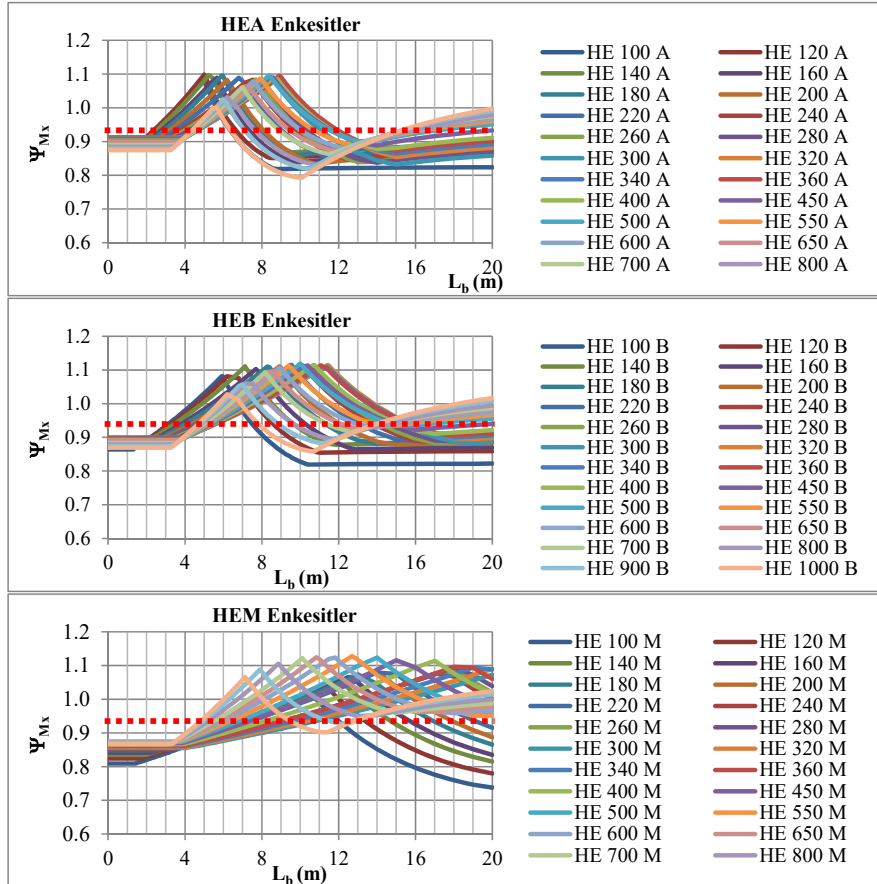 HEA Enkesitler
ΨMx
1.2
1.1
1.0
0.9
0.8
0.7
0.6
0 4 8 12 16 20
Lb (m)
HE 100 A HE 120 A
HE 140 A HE 160 A
HE 180 A HE 200 A
HE 220 A HE 240 A
HE 260 A HE 280 A
HE 300 A HE 320 A
HE 340 A HE 360 A
HE 400 A HE 450 A
HE 500 A HE 550 A
HE 600 A HE 650 A
HE 700 A HE 800 A
HEB Enkesitler
ΨMx
1.2
1.1
1.0
0.9
0.8
0.7
0.6
0 4 8 12 16 20
Lb (m)
HE 100 B HE 120 B
HE 140 B HE 160 B
HE 180 B HE 200 B
HE 220 B HE 240 B
HE 260 B HE 280 B
HE 300 B HE 320 B
HE 340 B HE 360 B
HE 400 B HE 450 B
HE 500 B HE 550 B
HE 600 B HE 650 B
HE 700 B HE 800 B
HE 900 B HE 1000 B
HEM Enkesitler
ΨMx
1.2
1.1
1.0
0.9
0.8
0.7
0.6
0 4 8 12 16 20
Lb (m)
HE 100 M HE 120 M
HE 140 M HE 160 M
HE 180 M HE 200 M
HE 220 M HE 240 M
HE 260 M HE 280 M
HE 300 M HE 320 M
HE 340 M HE 360 M
HE 400 M HE 450 M
HE 500 M HE 550 M
HE 600 M HE 650 M
HE 700 M HE 800 M